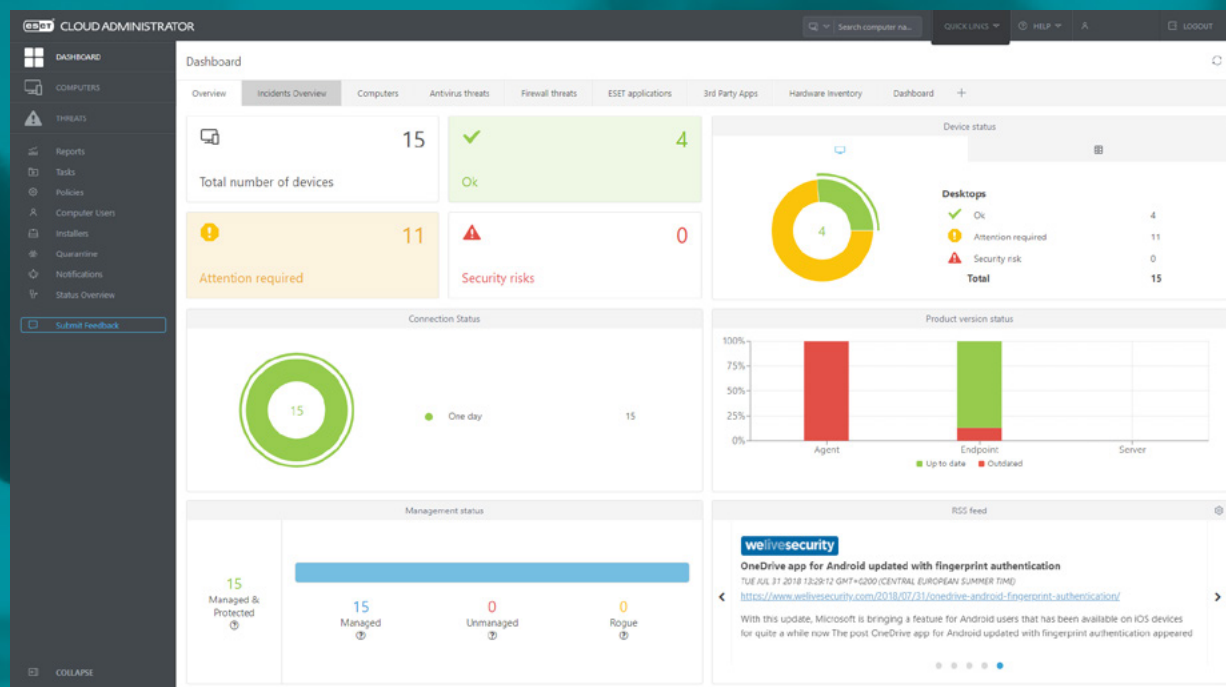 eset CLOUD ADMINISTRATOR
Search computer na...
QUICK LINKS
HELP
LOGOUT
DASHBOARD
COMPUTERS
THREATS
Reports
Tasks
Policies
Computer Users
Installers
Quarantine
Notifications
Status Overview
Submit Feedback
COLLAPSE
Dashboard
Overview
Incidents Overview
Computers
Antivirus threats
Firewall threats
ESET applications
3rd Party Apps
Hardware Inventory
Dashboard
+
15
Total number of devices
4
Ok
11
Attention required
0
Security risks
Device status
4
Desktops
Ok 4
Attention required 11
Security risk 0
Total 15
Connection Status
15
One day 15
Product version status
100%
75%
50%
25%
0%
Agent Endpoint Server
Up to date Outdated
Management status
15
Managed &
Protected
15
Managed
0
Unmanaged
0
Rogue
RSS feed
welivesecurity
OneDrive app for Android updated with fingerprint authentication
TUE JUL 31 2018 13:29:12 GMT+0200 (CENTRAL EUROPEAN SUMMER TIME)
https://www.welivesecurity.com/2018/07/31/onedrive-android-fingerprint-authentication/
With this update, Microsoft is bringing a feature for Android users that has been available on iOS devices
for quite a while now The post OneDrive app for Android updated with fingerprint authentication appeared